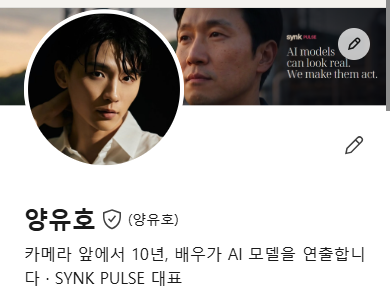 synk PULSE
AI models
can look real.
We make them act.
양유호 (양유호)
카메라 앞에서 10년, 배우가 AI 모델을 연출합니
다 · SYNK PULSE 대표